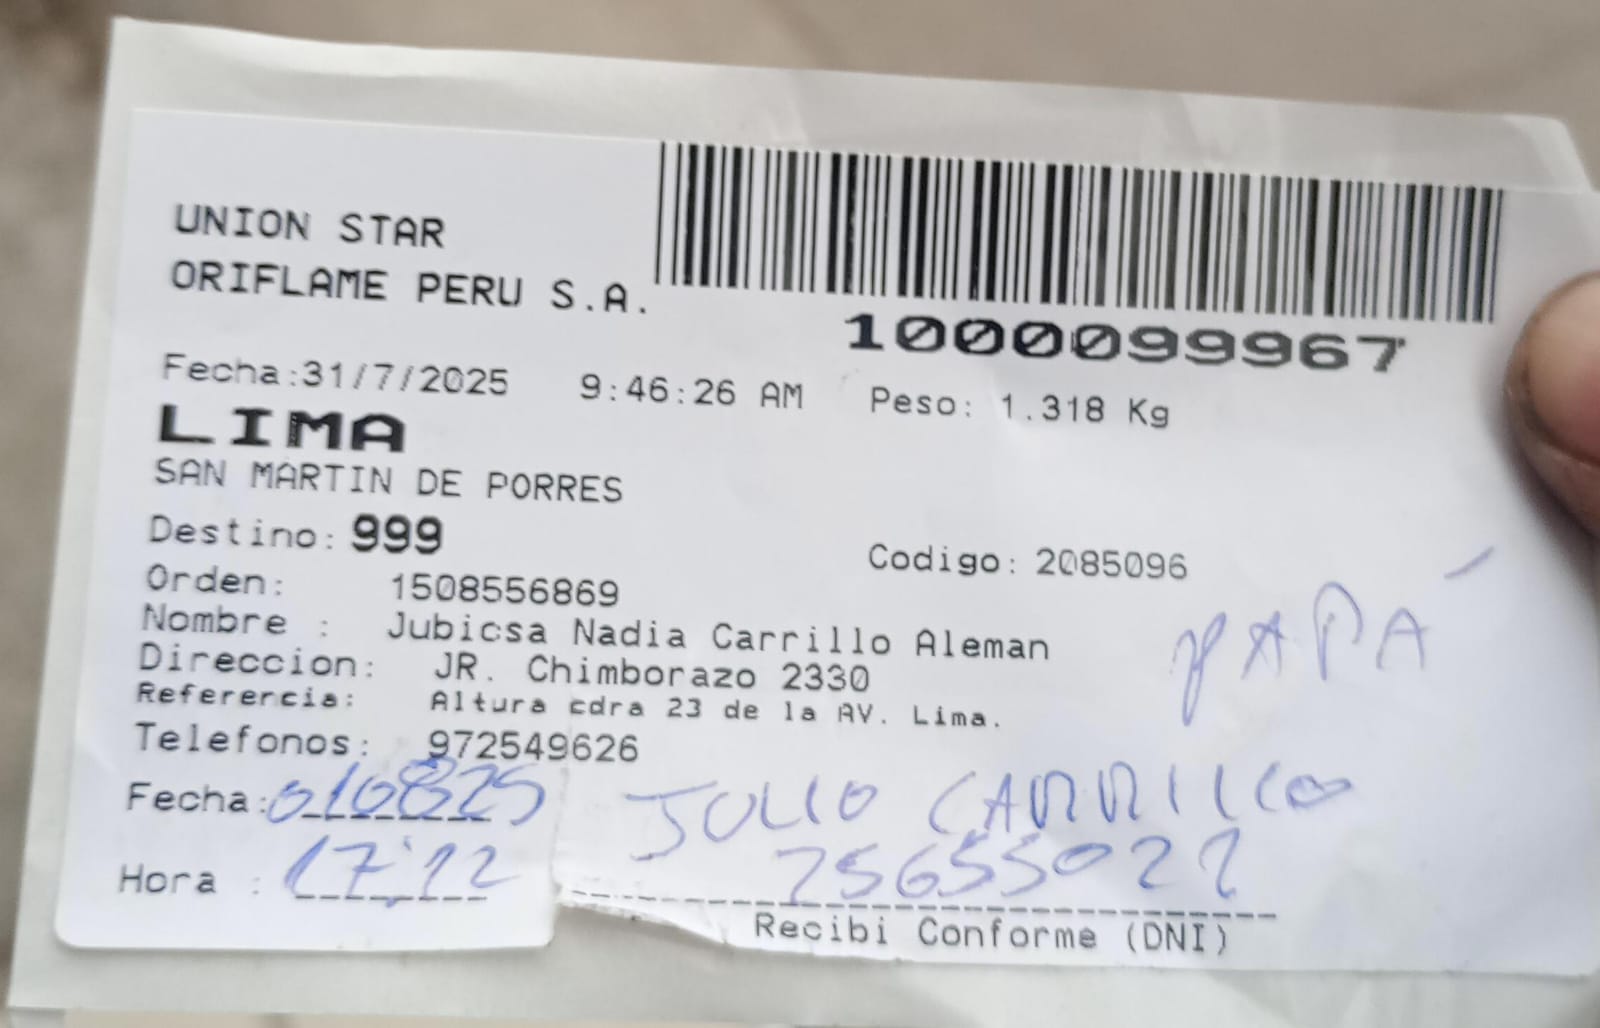 UNION STAR
ORIFLAME PERU S.A.
1000099967
Fecha:31/7/2025 9:46:26 AM Peso: 1.318 Kg
LIMA
SAN MARTIN DE PORRES
Destino: 999 Codigo: 2085096
Orden: 1508556869
Nombre : Jubicsa Nadia Carrillo Aleman
PAPÁ
Direccion: JR. Chimborazo 2330
Referencia: Altura cdra 23 de la AV. Lima.
Telefonos: 972549626
Fecha: 010825 JULIO CARRILLO
Hora : 17:12 25655022
Recibi Conforme (DNI)